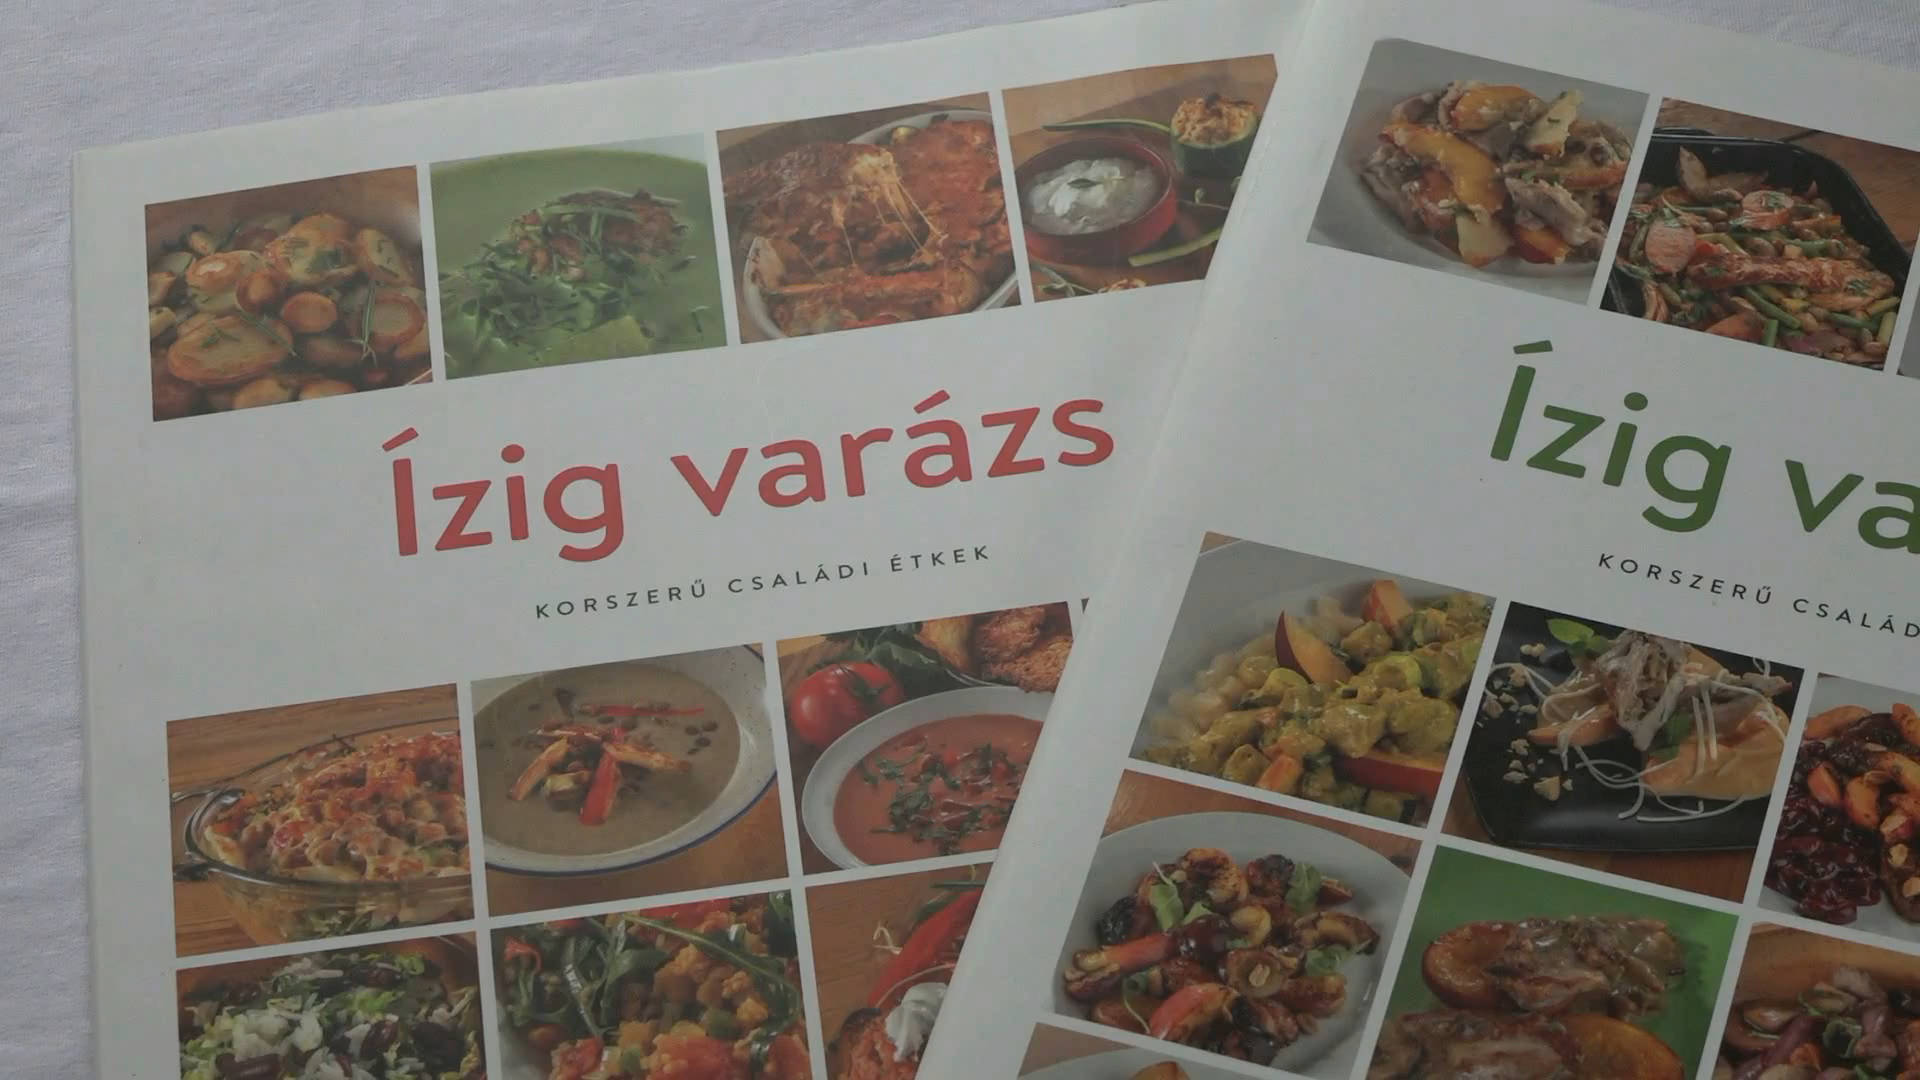 Ízig varázs
KORSZERŰ CSALÁDI ÉTKEK
Ízig va
KORSZERŰ CSALÁD